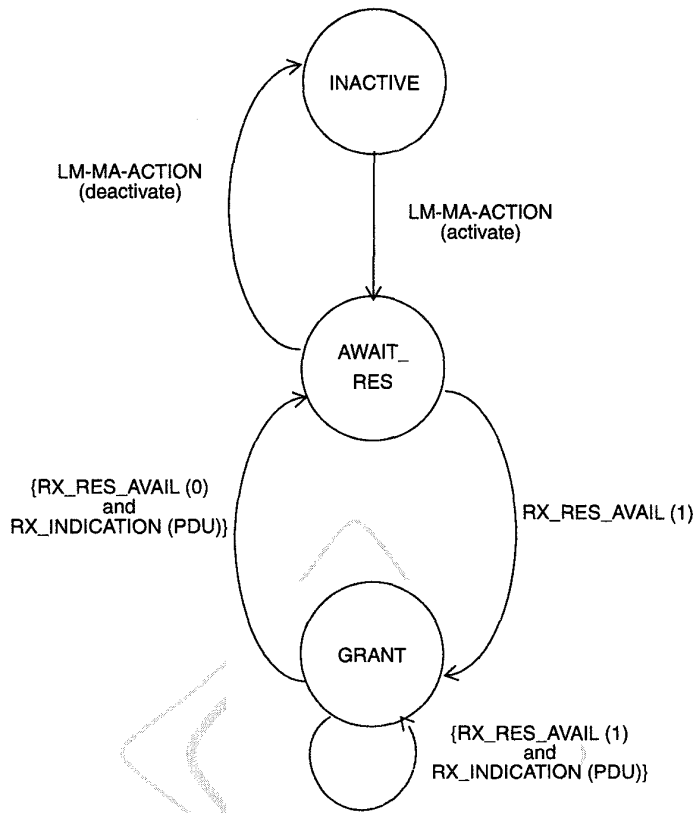 INACTIVE
LM-MA-ACTION
(deactivate)
LM-MA-ACTION
(activate)
AWAIT_
RES
{RX_RES_AVAIL (0)
and
RX_INDICATION (PDU)}
RX_RES_AVAIL (1)
GRANT
{RX_RES_AVAIL (1)
and
RX_INDICATION (PDU)}